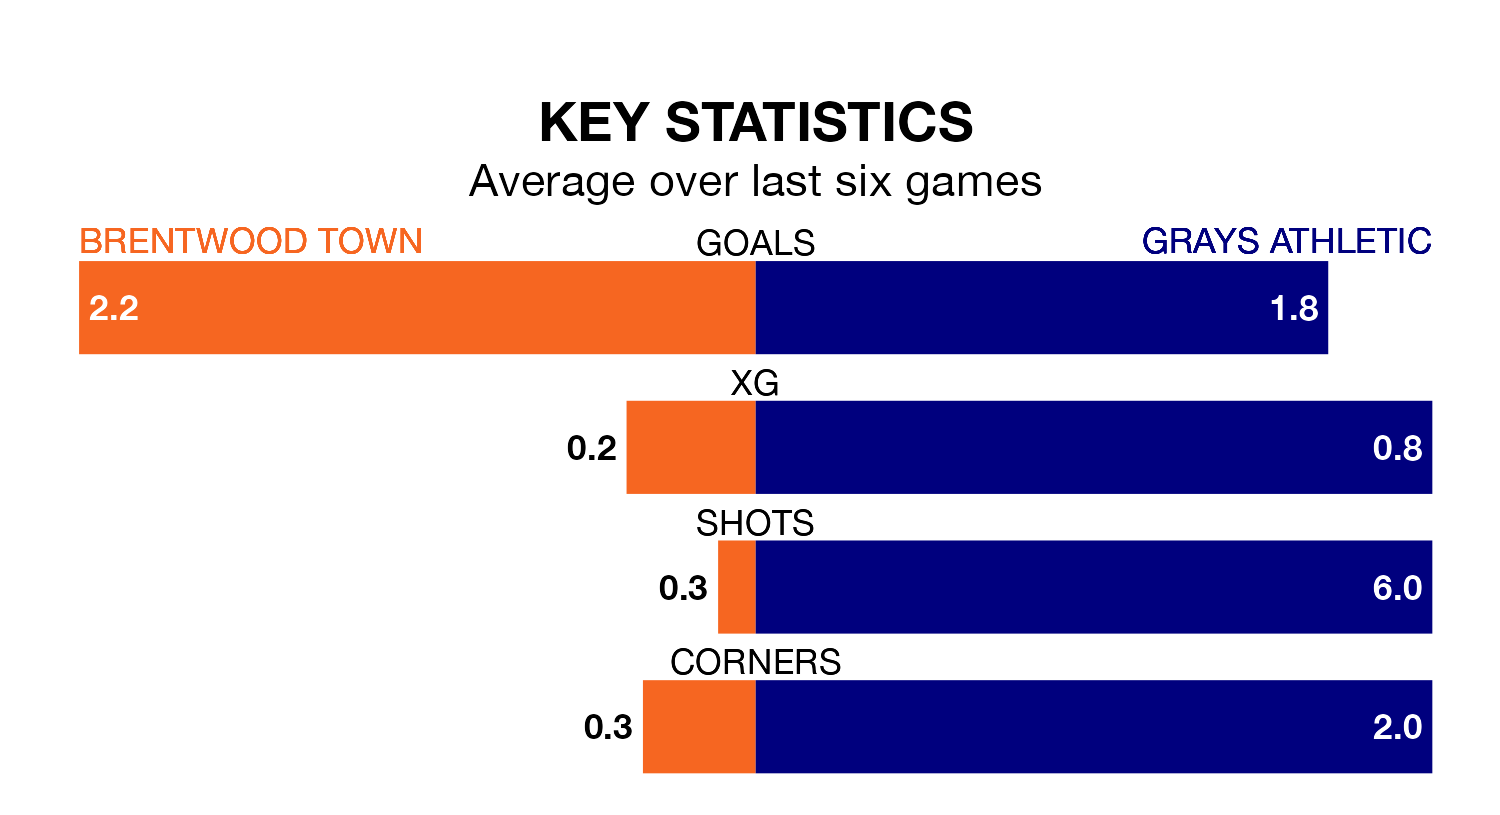 KEY STATISTICS
Average over last six games
BRENTWOOD TOWN GOALS GRAYS ATHLETIC
2.2 1.8
XG
0.2 0.8
SHOTS
0.3 6.0
CORNERS
0.3 2.0